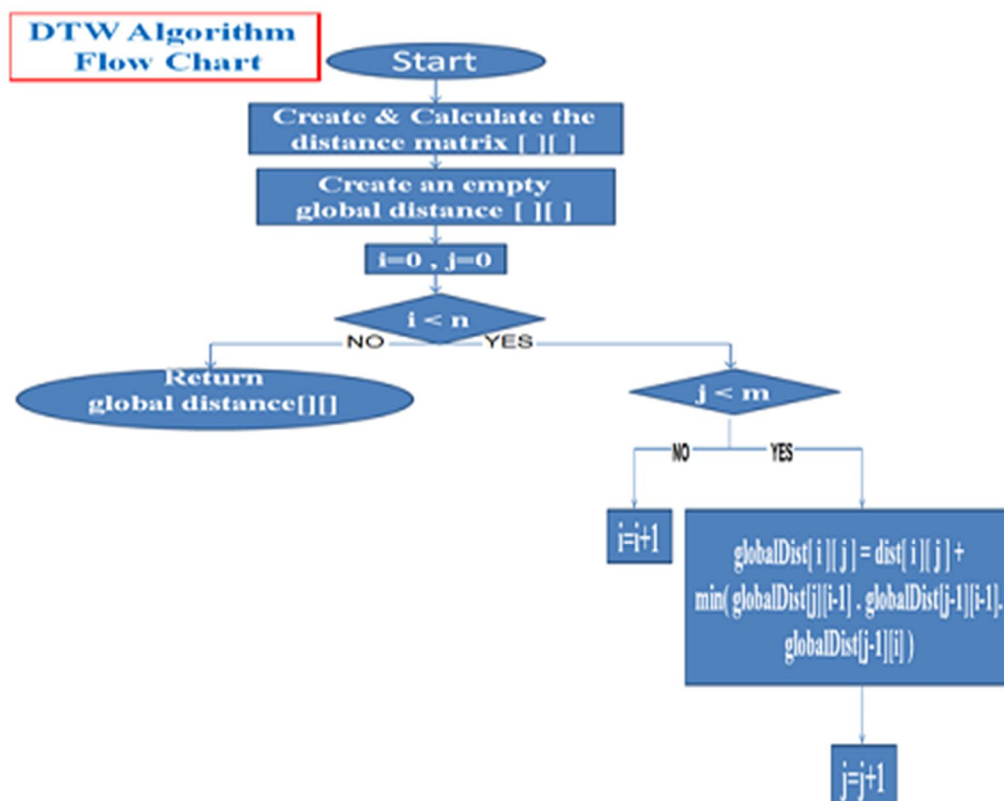 DTW Algorithm
Flow Chart
Start
Create & Calculate the
distance matrix [ ][ ]
Create an empty
global distance [ ][ ]
i=0 , j=0
i < n
NO
YES
Return
global distance[][]
j < m
NO
YES
i=i+1
globalDist[ i ][ j ] = dist[ i ][ j ] +
min( globalDist[j][i-1] . globalDist[j-1][i-1].
globalDist[j-1][i] )
j=j+1